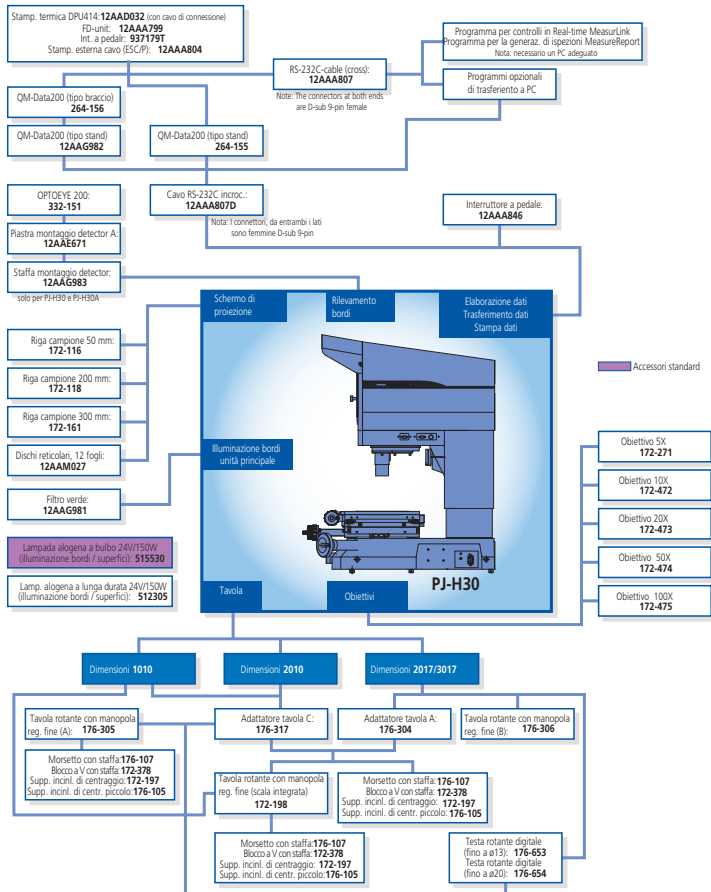 Stamp. termica DPU414:12AAD032 (con cavo di connessione)
FD-unit: 12AAA799
Int. a pedalr: 937179T
Stamp. esterna cavo (ESC/P): 12AAA804
RS-232C-cable (cross):
12AAA807
Note: The connectors at both ends
are D-sub 9-pin female
Programma per controlli in Real-time MeasurLink
Programma per la generaz. di ispezioni MeasureReport
Nota: necessario un PC adeguato
Programmi opzionali
di trasferiento a PC
QM-Data200 (tipo braccio)
264-156
QM-Data200 (tipo stand)
12AAG982
QM-Data200 (tipo stand)
264-155
OPTOEYE 200:
332-151
Piastra montaggio detector A:
12AAE671
Staffa montaggio detector:
12AAG983
solo per PJ-H30 e PJ-H30A
Cavo RS-232C incroc.:
12AAA807D
Nota: I connettori, da entrambi i lati
sono femmine D-sub 9-pin
Interruttore a pedale:
12AAA846
Schermo di
proiezione
Rilevamento
bordi
Elaborazione dati
Trasferimento dati
Stampa dati
Riga campione 50 mm:
172-116
Riga campione 200 mm:
172-118
Riga campione 300 mm:
172-161
Dischi reticolari, 12 fogli:
12AAM027
Filtro verde:
12AAG981
Lampada alogena a bulbo 24V/150W
(illuminazione bordi / superfici): 515530
Lamp. alogena a lunga durata 24V/150W
(illuminazione bordi / superfici): 512305
Illuminazione bordi
unità principale
Accessori standard
Obiettivo 5X
172-271
Obiettivo 10X
172-472
Obiettivo 20X
172-473
Obiettivo 50X
172-474
Obiettivo 100X
172-475
PJ-H30
Tavola
Obiettivi
Dimensioni 1010
Dimensioni 2010
Dimensioni 2017/3017
Tavola rotante con manopola
reg. fine (A): 176-305
Adattatore tavola C:
176-317
Adattatore tavola A:
176-304
Tavola rotante con manopola
reg. fine (B): 176-306
Morsetto con staffa:176-107
Blocco a V con staffa:172-378
Supp. incinl. di centraggio:172-197
Supp. incinl. di centr. piccolo:176-105
Tavola rotante con manopola
reg. fine (scala integrata)
172-198
Morsetto con staffa:176-107
Blocco a V staffa: 172-378
Supp. incinl. di centraggio: 172-197
Supp. incinl. di centr. piccolo:176-105
Morsetto con staffa:176-107
Blocco a V con staffa:172-378
Supp. incinl. di centraggio: 172-197
Supp. incinl. di centr. piccolo:176-105
Testa rotante digitale
(fino a ø13): 176-653
Testa rotante digitale
(fino a ø20): 176-654